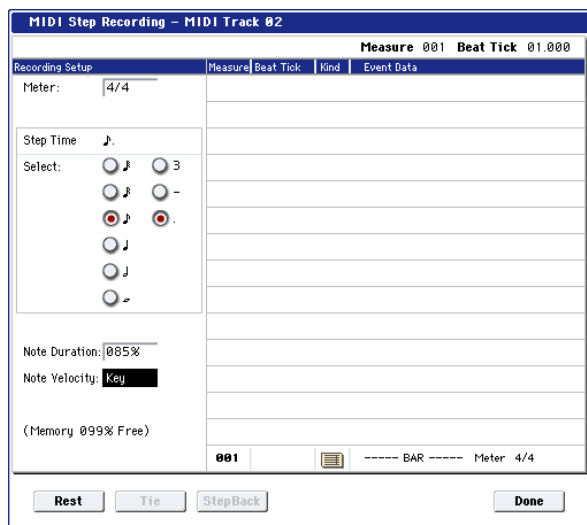 MIDI Step Recording - MIDI Track 02
Measure 001 Beat Tick 01.000
Recording Setup Measure Beat Tick Kind Event Data
Meter: 4/4
Step Time ♪.
Select: 3
-
.
Note Duration: 085%
Note Velocity: Key
(Memory 099% Free)
001 ----- BAR ----- Meter 4/4
Rest Tie StepBack Done